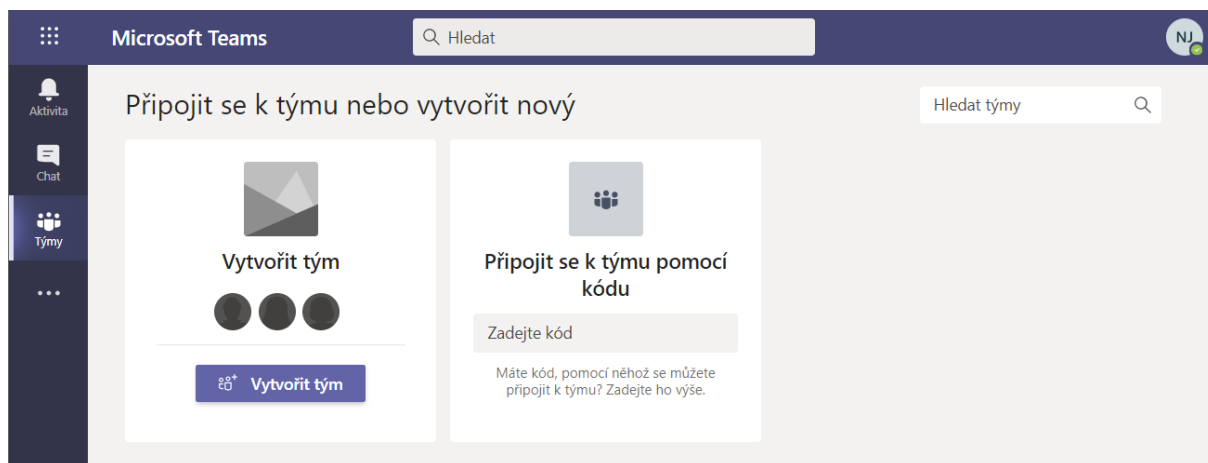 Microsoft Teams
Hledat
NJ
Aktivita
Chat
Týmy
Připojit se k týmu nebo vytvořit nový
Hledat týmy
Vytvořit tým
Vytvořit tým
Připojit se k týmu pomocí
kódu
Zadejte kód
Máte kód, pomocí něhož se můžete
připojit k týmu? Zadejte ho výše.